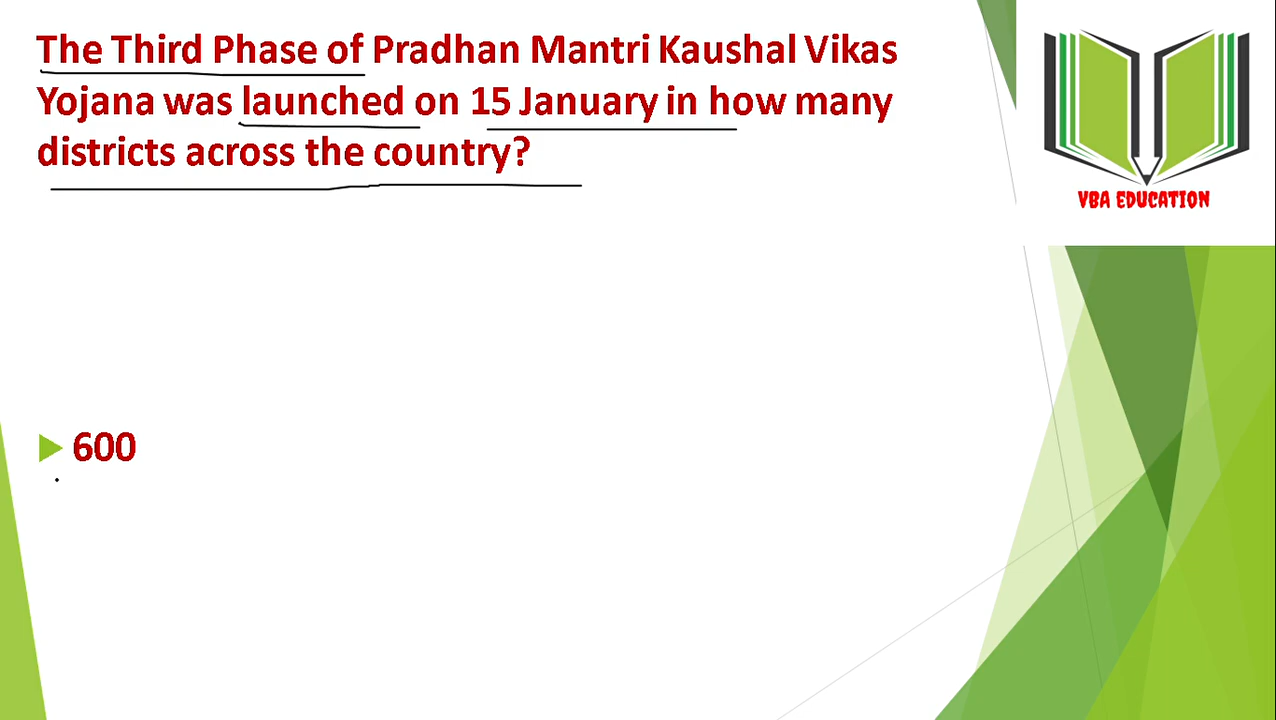 The Third Phase of Pradhan Mantri Kaushal Vikas
Yojana was launched on 15 January in how many
districts across the country?
VBA EDUCATION
600